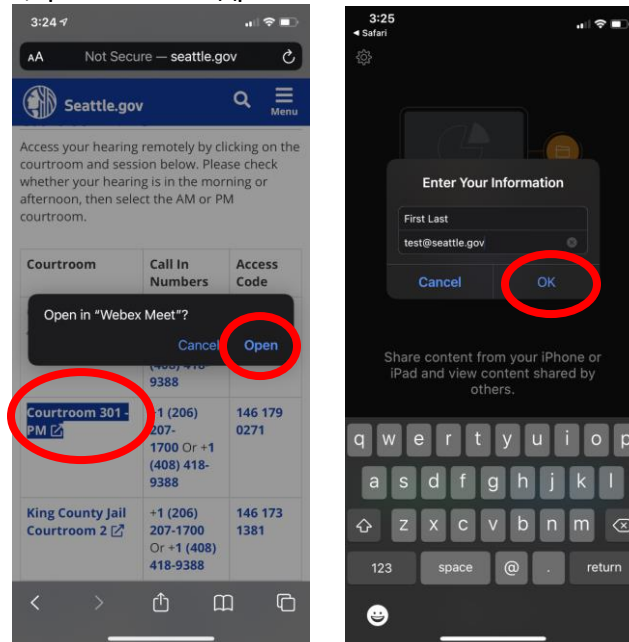 3:24
AA Not Secure — seattle.gov
Seattle.gov
Menu
Access your hearing remotely by clicking on the
courtroom and session below. Please check
whether your hearing is in the morning or
afternoon, then select the AM or PM
courtroom.
Courtroom
Call In
Numbers
Access
Code
Open in “Webex Meet”?
Cancel
Open
(408) 418-
9388
Courtroom 301 -
PM
+1 (206)
207-
1700 Or +1
(408) 418-
9388
146 179
0271
King County Jail
Courtroom 2
+1 (206)
207-1700
Or +1 (408)
418-9388
146 173
1381
3:25
Safari
Enter Your Information
First Last
test@seattle.gov
Cancel
OK
Share content from your iPhone or
iPad and view content shared by
others.
q w e r t y u i o p
a s d f g h j k l
z x c v b n m
123 space @ . return